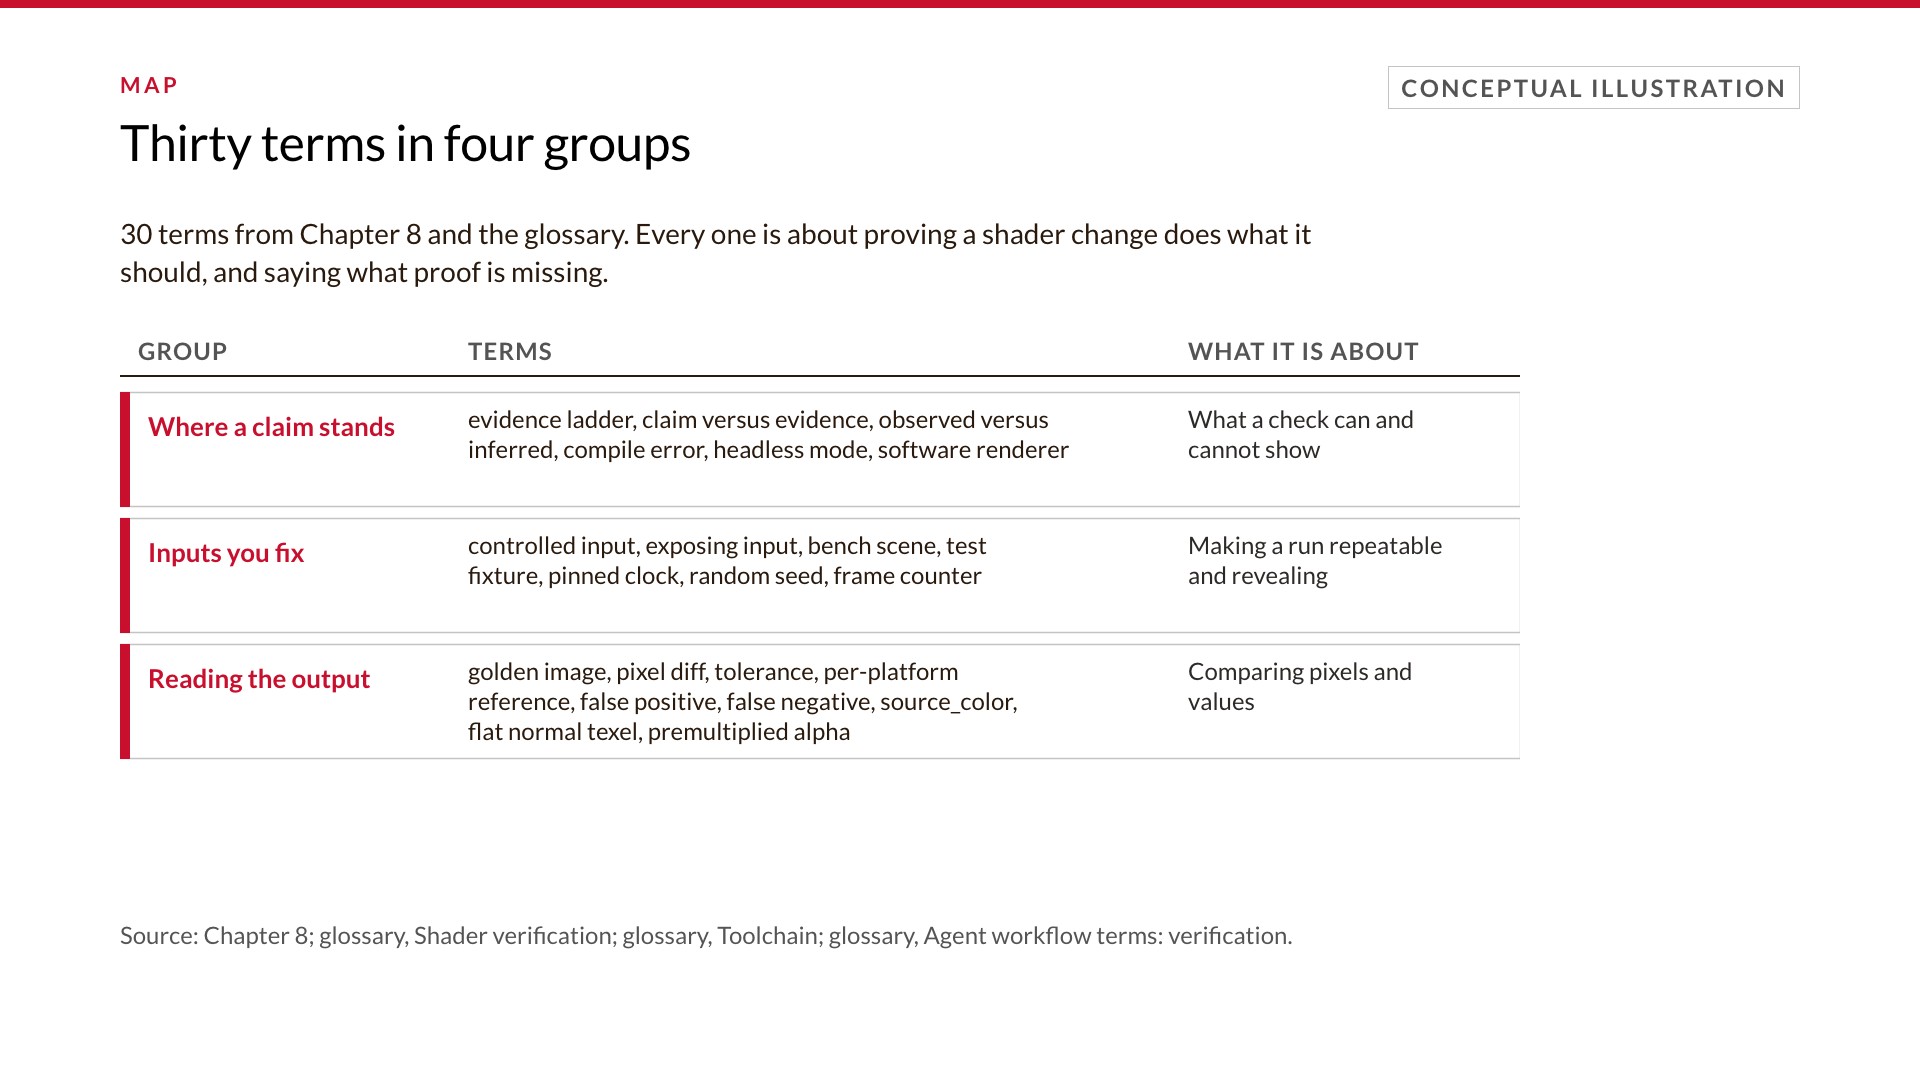 MAP
CONCEPTUAL ILLUSTRATION
Thirty terms in four groups
30 terms from Chapter 8 and the glossary. Every one is about proving a shader change does what it
should, and saying what proof is missing.
GROUP
TERMS
WHAT IT IS ABOUT
Where a claim stands
evidence ladder, claim versus evidence, observed versus
inferred, compile error, headless mode, software renderer
What a check can and
cannot show
Inputs you fix
controlled input, exposing input, bench scene, test
fixture, pinned clock, random seed, frame counter
Making a run repeatable
and revealing
Reading the output
golden image, pixel diff, tolerance, per-platform
reference, false positive, false negative, source_color,
flat normal texel, premultiplied alpha
Comparing pixels and
values
Source: Chapter 8; glossary, Shader verification; glossary, Toolchain; glossary, Agent workflow terms: verification.